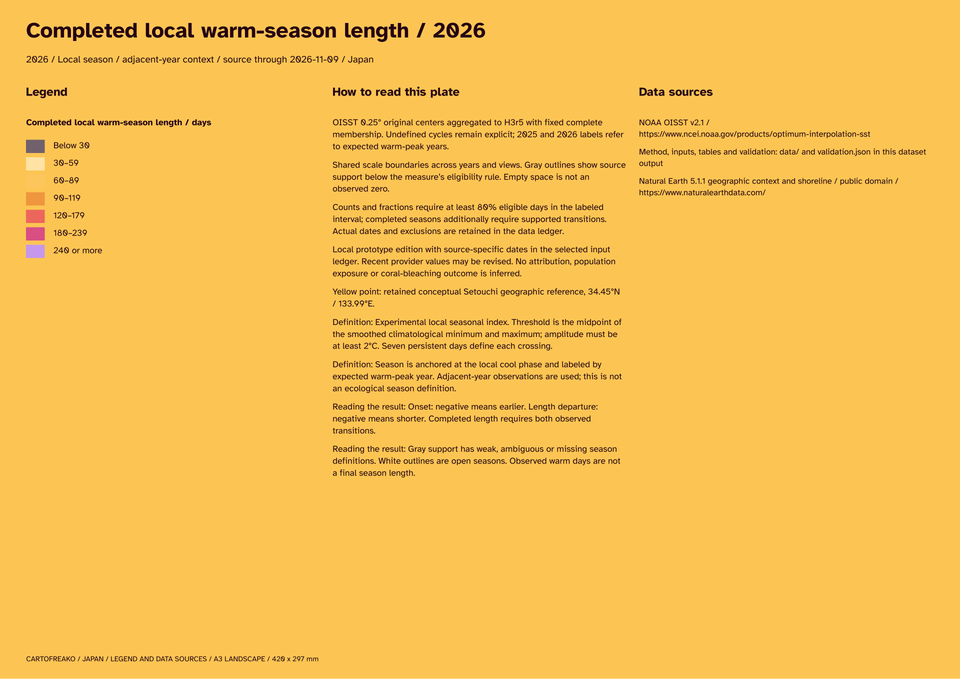 Completed local warm-season length / 2026
2026 / Local season / adjacent-year context / source through 2026-11-09 / Japan
Legend
Completed local warm-season length / days
Below 30
30–59
60–89
90–119
120–179
180–239
240 or more
How to read this plate
OISST 0.25° original centers aggregated to H3r5 with fixed complete
membership. Undefined cycles remain explicit; 2025 and 2026 labels refer
to expected warm-peak years.
Shared scale boundaries across years and views. Gray outlines show source
support below the measure's eligibility rule. Empty space is not an
observed zero.
Counts and fractions require at least 80% eligible days in the labeled
interval; completed seasons additionally require supported transitions.
Actual dates and exclusions are retained in the data ledger.
Local prototype edition with source-specific dates in the selected input
ledger. Recent provider values may be revised. No attribution, population
exposure or coral-bleaching outcome is inferred.
Yellow point: retained conceptual Setouchi geographic reference, 34.45°N
/ 133.99°E.
Definition: Experimental local seasonal index. Threshold is the midpoint of
the smoothed climatological minimum and maximum; amplitude must be
at least 2°C. Seven persistent days define each crossing.
Definition: Season is anchored at the local cool phase and labeled by
expected warm-peak year. Adjacent-year observations are used; this is not
an ecological season definition.
Reading the result: Onset: negative means earlier. Length departure:
negative means shorter. Completed length requires both observed
transitions.
Reading the result: Gray support has weak, ambiguous or missing season
definitions. White outlines are open seasons. Observed warm days are not
a final season length.
Data sources
NOAA OISST v2.1 /
https://www.ncei.noaa.gov/products/optimum-interpolation-sst
Method, inputs, tables and validation: data/ and validation.json in this dataset
output
Natural Earth 5.1.1 geographic context and shoreline / public domain /
https://www.naturalearthdata.com/
CARTOFREAKO / JAPAN / LEGEND AND DATA SOURCES / A3 LANDSCAPE / 420 x 297 mm